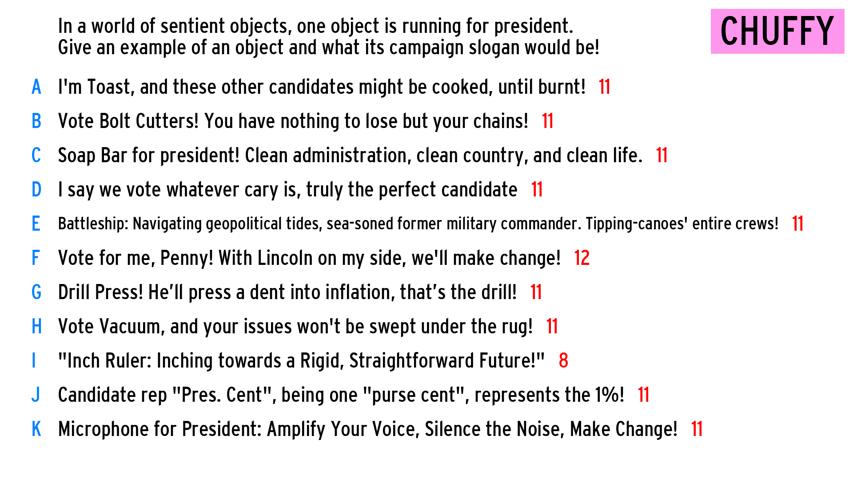 In a world of sentient objects, one object is running for president.
Give an example of an object and what its campaign slogan would be!
CHUFFY
A I'm Toast, and these other candidates might be cooked, until burnt! 11
B Vote Bolt Cutters! You have nothing to lose but your chains! 11
C Soap Bar for president! Clean administration, clean country, and clean life. 11
D I say we vote whatever cary is, truly the perfect candidate 11
E Battleship: Navigating geopolitical tides, sea-soned former military commander. Tipping-canoes' entire crews! 11
F Vote for me, Penny! With Lincoln on my side, we'll make change! 12
G Drill Press! He’ll press a dent into inflation, that’s the drill! 11
H Vote Vacuum, and your issues won't be swept under the rug! 11
I "Inch Ruler: Inching towards a Rigid, Straightforward Future!" 8
J Candidate rep "Pres. Cent", being one "purse cent", represents the 1%! 11
K Microphone for President: Amplify Your Voice, Silence the Noise, Make Change! 11